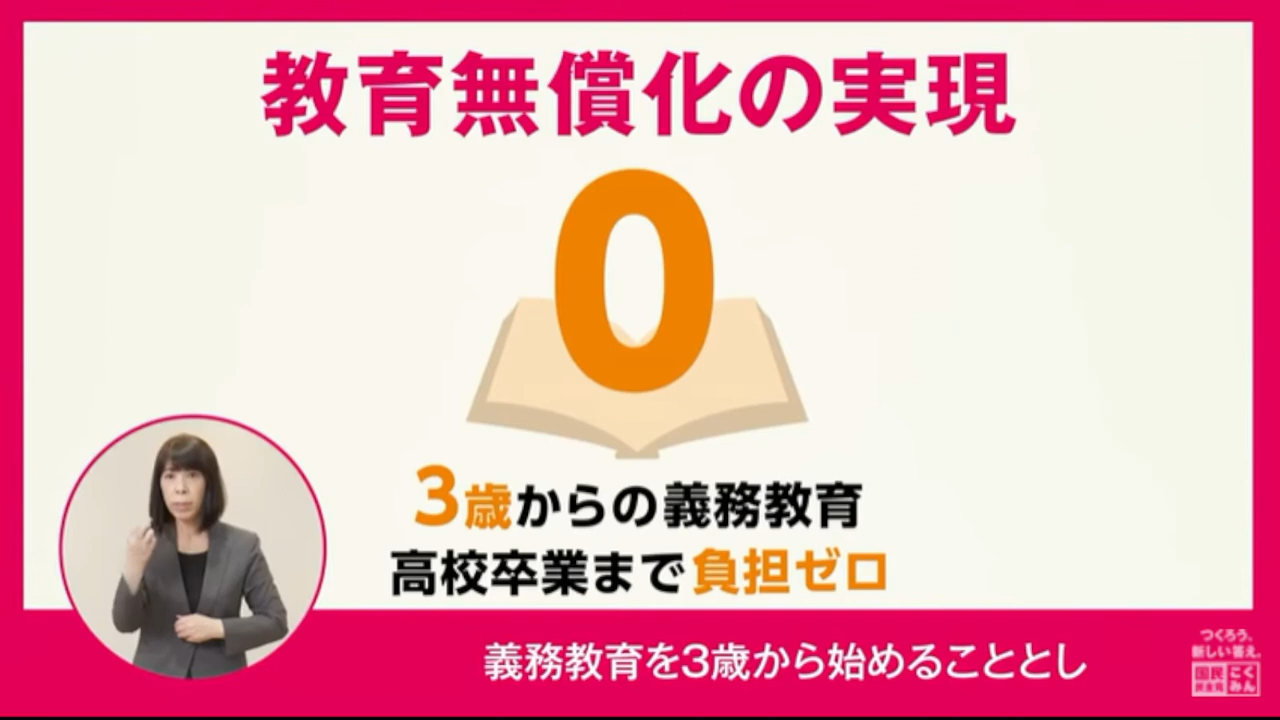 教育無償化の実現
0
3歳からの義務教育
高校卒業まで負担ゼロ
義務教育を3歳から始めることとし
つくろう。
新しい答え。
国民 こく
民主党 みん